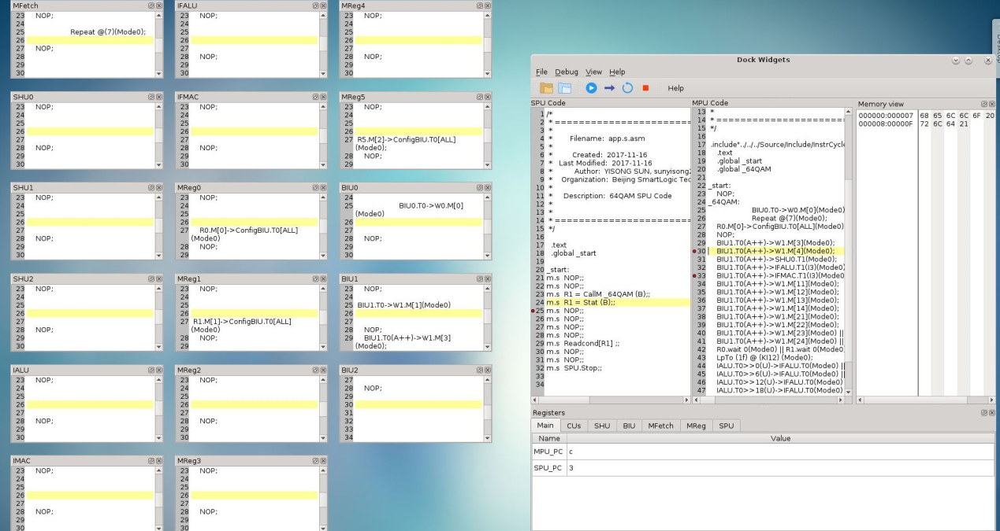 MFetch
23 NOP;
24
25 Repeat @(7)(Mode0);
26
27 NOP;
28
29
30
SHU0
23 NOP;
24
25
26
27
28 NOP;
29
30
SHU1
23 NOP;
24
25
26
27
28 NOP;
29
30
SHU2
23 NOP;
24
25
26
27
28 NOP;
29
30
IALU
23 NOP;
24
25
26
27
28 NOP;
29
30
IMAC
23 NOP;
24
25
26
27
28 NOP;
29
30
IFALU
23 NOP;
24
25
26
27
28 NOP;
29
30
IFMAC
23 NOP;
24
25
26
27
28 NOP;
29
30
MReg0
23 NOP;
24
25
26
27 R0.M[0]->ConfigBIU.T0[ALL]
(Mode0)
28 NOP;
29
MReg1
23 NOP;
24
25
26
27 R1.M[1]->ConfigBIU.T0[ALL]
(Mode0)
28 NOP;
29
MReg2
23 NOP;
24
25
26
27
28 NOP;
29
30
MReg3
23 NOP;
24
25
26
27
28 NOP;
29
30
MReg4
23 NOP;
24
25
26
27
28 NOP;
29
30
MReg5
23 NOP;
24
25
26
27 R5.M[2]->ConfigBIU.T0[ALL]
(Mode0);
28 NOP;
29
BIU0
24
25 BIU0.T0->W0.M[0]
(Mode0)
26
27
28 NOP;
29
30
BIU1
23 NOP;
24
25 BIU1.T0->W1.M[1](Mode0)
26
27
28 NOP;
29 BIU1.T0(A++)->W1.M[3]
(Mode0);
BIU2
27
28 NOP;
29
30
31
32
33
34
Desktop
Dock Widgets
File Debug View Help
Help
SPU Code
1 /*
2 * =========================
3 *
4 * Filename: app.s.asm
5 *
6 * Created: 2017-11-16
7 * Last Modified: 2017-11-16
8 * Author: YISONG SUN, sunyisong
9 * Organization: Beijing SmartLogic Tec
10 *
11 * Description: 64QAM SPU Code
12 *
13 *
14 * =========================
15 */
16
17 .text
18 .global _start
19
20 _start:
21 m.s NOP;;
22 m.s NOP;;
23 m.s R1 = CallM _64QAM (B);;
24 m.s R1 = Stat (B);;
25 m.s NOP;;
26 m.s NOP;;
27 m.s NOP;;
28 m.s NOP;;
29 m.s Readcond[R1] ;;
30 m.s NOP;;
31 m.s NOP;;
32 m.s SPU.Stop;;
33
34
MPU Code
13 *
14 * =========================
15 */
16
17 .include"../../../Source/Include/InstrCycle
18 .text
19 .global _start
20 .global _64QAM
21
22 _start:
23 NOP;
24 _64QAM:
25 BIU0.T0->W0.M[0](Mode0)
26 Repeat @(7)(Mode0);
27 R0.M[0]->ConfigBIU.T0[ALL](Mode0)
28 NOP;
29 BIU1.T0(A++)->W1.M[3](Mode0);
30 BIU1.T0(A++)->W1.M[4](Mode0);
31 BIU1.T0(A++)->SHU0.T1(Mode0);
32 BIU1.T0(A++)->IFALU.T1(I3)(Mode0)
33 BIU1.T0(A++)->IFMAC.T1(I3)(Mode0
34 BIU1.T0(A++)->W1.M[11](Mode0);
35 BIU1.T0(A++)->W1.M[12](Mode0);
36 BIU1.T0(A++)->W1.M[13](Mode0);
37 BIU1.T0(A++)->W1.M[14](Mode0);
38 BIU1.T0(A++)->W1.M[21](Mode0);
39 BIU1.T0(A++)->W1.M[22](Mode0);
40 BIU1.T0(A++)->W1.M[23](Mode0) ||
41 BIU1.T0(A++)->W1.M[24](Mode0) ||
42 R0.wait 0(Mode0) || R1.wait 0(Mode0
43 LpTo (1f) @ (KI12) (Mode0);
44 IALU.T0>>0(U)->IFALU.T0(Mode0) ||
45 IALU.T0>>6(U)->IFALU.T0(Mode0) ||
46 IALU.T0>>12(U)->IFALU.T0(Mode0)
47 IALU.T0>>18(U)->IFALU.T0(Mode0)
Memory view
000000:000007 68 65 6C 6C 6F 20
000008:00000F 72 6C 64 21
Registers
Main CUs SHU BIU MFetch MReg SPU
Name Value
MPU_PC c
SPU_PC 3